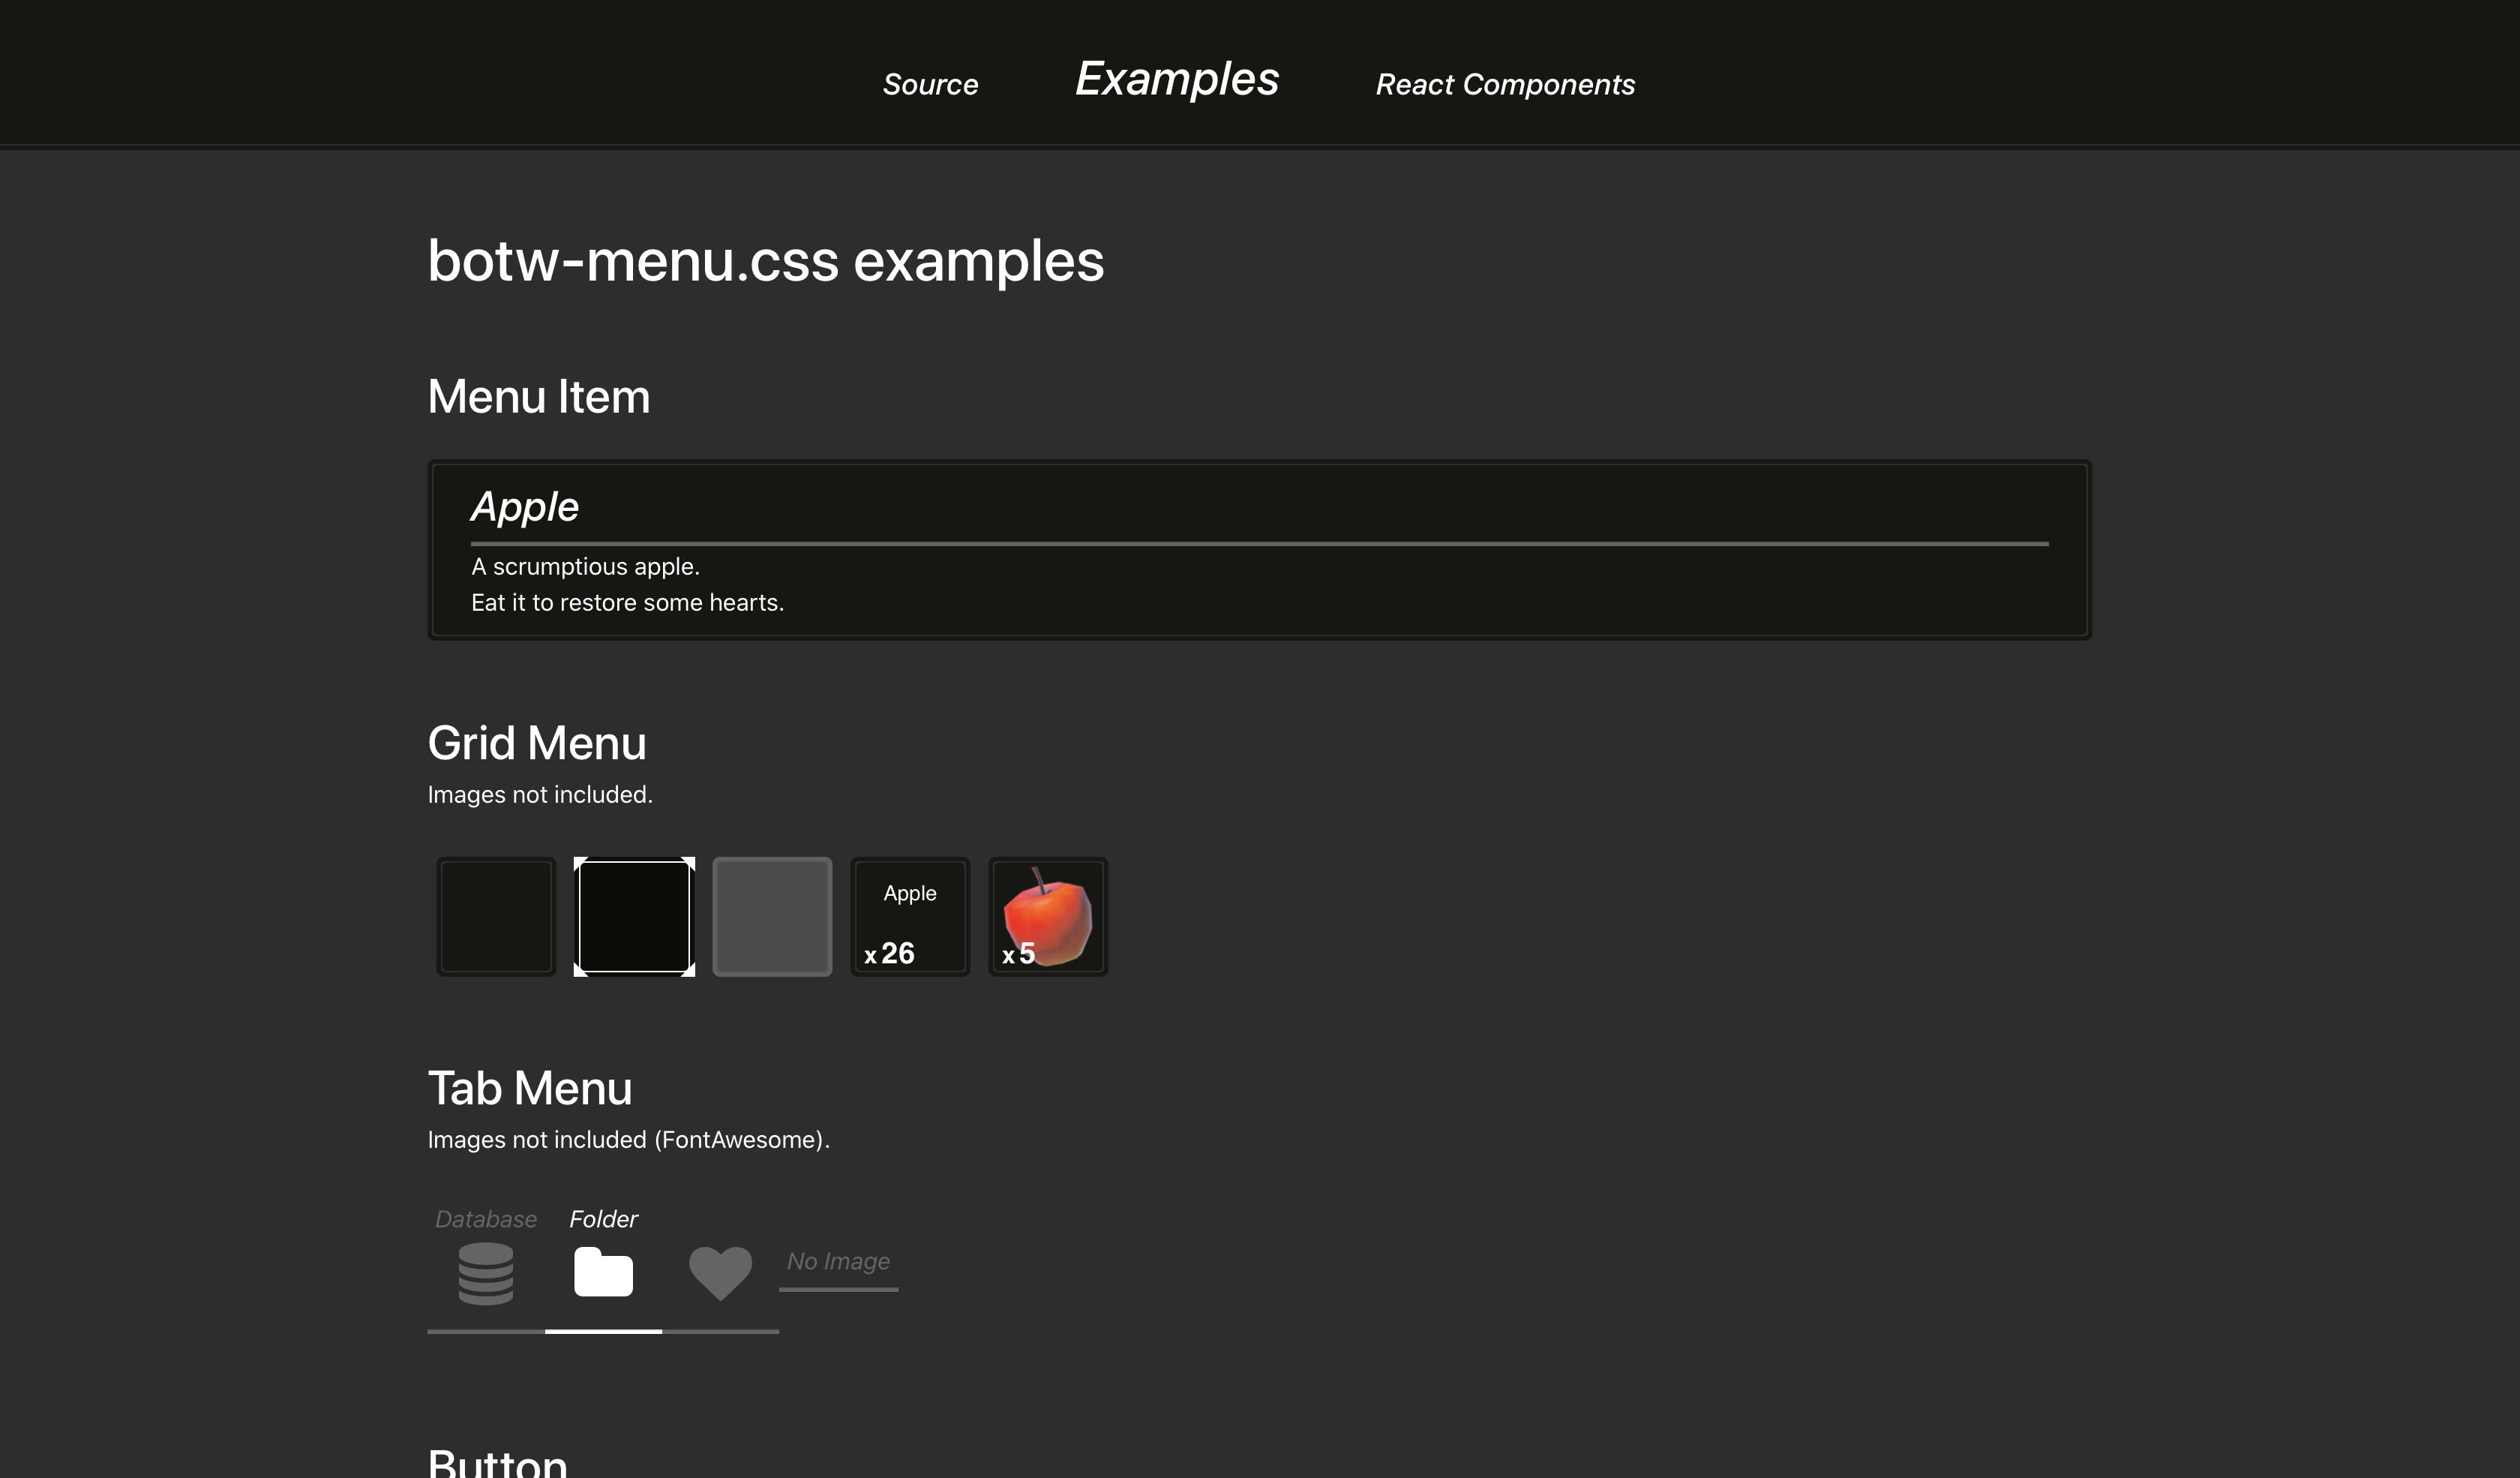 Source
Examples
React Components
botw-menu.css examples
Menu Item
Apple
A scrumptious apple.
Eat it to restore some hearts.
Grid Menu
Images not included.
Apple
x 26
x 5
Tab Menu
Images not included (FontAwesome).
Database
Folder
No Image
Button